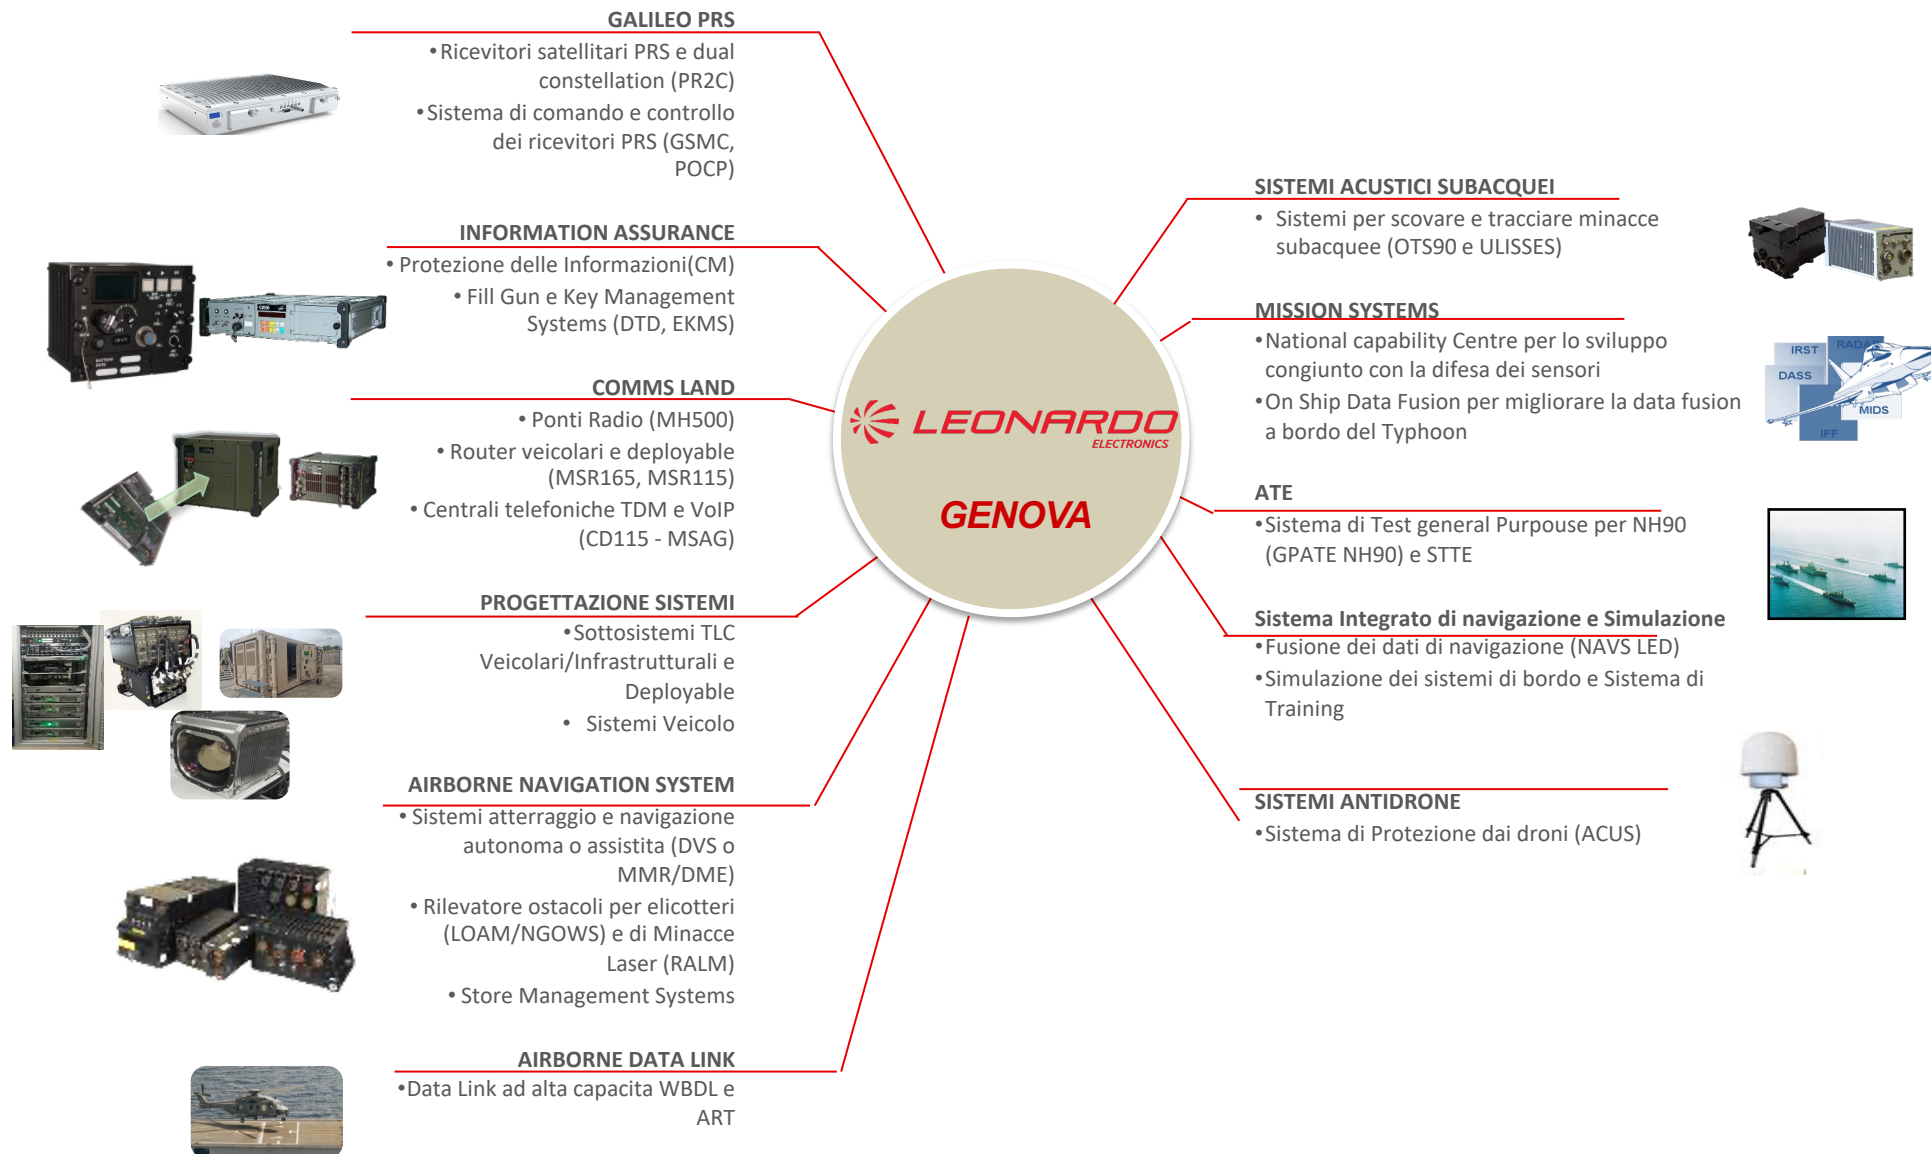 GALILEO PRS
•Ricevitori satellitari PRS e dual
constellation (PR2C)
•Sistema di comando e controllo
dei ricevitori PRS (GSMC,
POCP)
INFORMATION ASSURANCE
• Protezione delle Informazioni(CM)
• Fill Gun e Key Management
Systems (DTD, EKMS)
COMMS LAND
• Ponti Radio (MH500)
• Router veicolari e deployable
(MSR165, MSR115)
• Centrali telefoniche TDM e VoIP
(CD115 - MSAG)
PROGETTAZIONE SISTEMI
•Sottosistemi TLC
Veicolari/Infrastrutturali e
Deployable
• Sistemi Veicolo
AIRBORNE NAVIGATION SYSTEM
• Sistemi atterraggio e navigazione
autonoma o assistita (DVS o
MMR/DME)
• Rilevatore ostacoli per elicotteri
(LOAM/NGOWS) e di Minacce
Laser (RALM)
• Store Management Systems
AIRBORNE DATA LINK
•Data Link ad alta capacita WBDL e
ART
LEONARDO
ELECTRONICS
GENOVA
SISTEMI ACUSTICI SUBACQUEI
• Sistemi per scovare e tracciare minacce
subacquee (OTS90 e ULISSES)
MISSION SYSTEMS
•National capability Centre per lo sviluppo
congiunto con la difesa dei sensori
•On Ship Data Fusion per migliorare la data fusion
a bordo del Typhoon
IRST
RADAR
DASS
MIDS
IFF
ATE
•Sistema di Test general Purpouse per NH90
(GPATE NH90) e STTE
Sistema Integrato di navigazione e Simulazione
•Fusione dei dati di navigazione (NAVS LED)
•Simulazione dei sistemi di bordo e Sistema di
Training
SISTEMI ANTIDRONE
•Sistema di Protezione dai droni (ACUS)